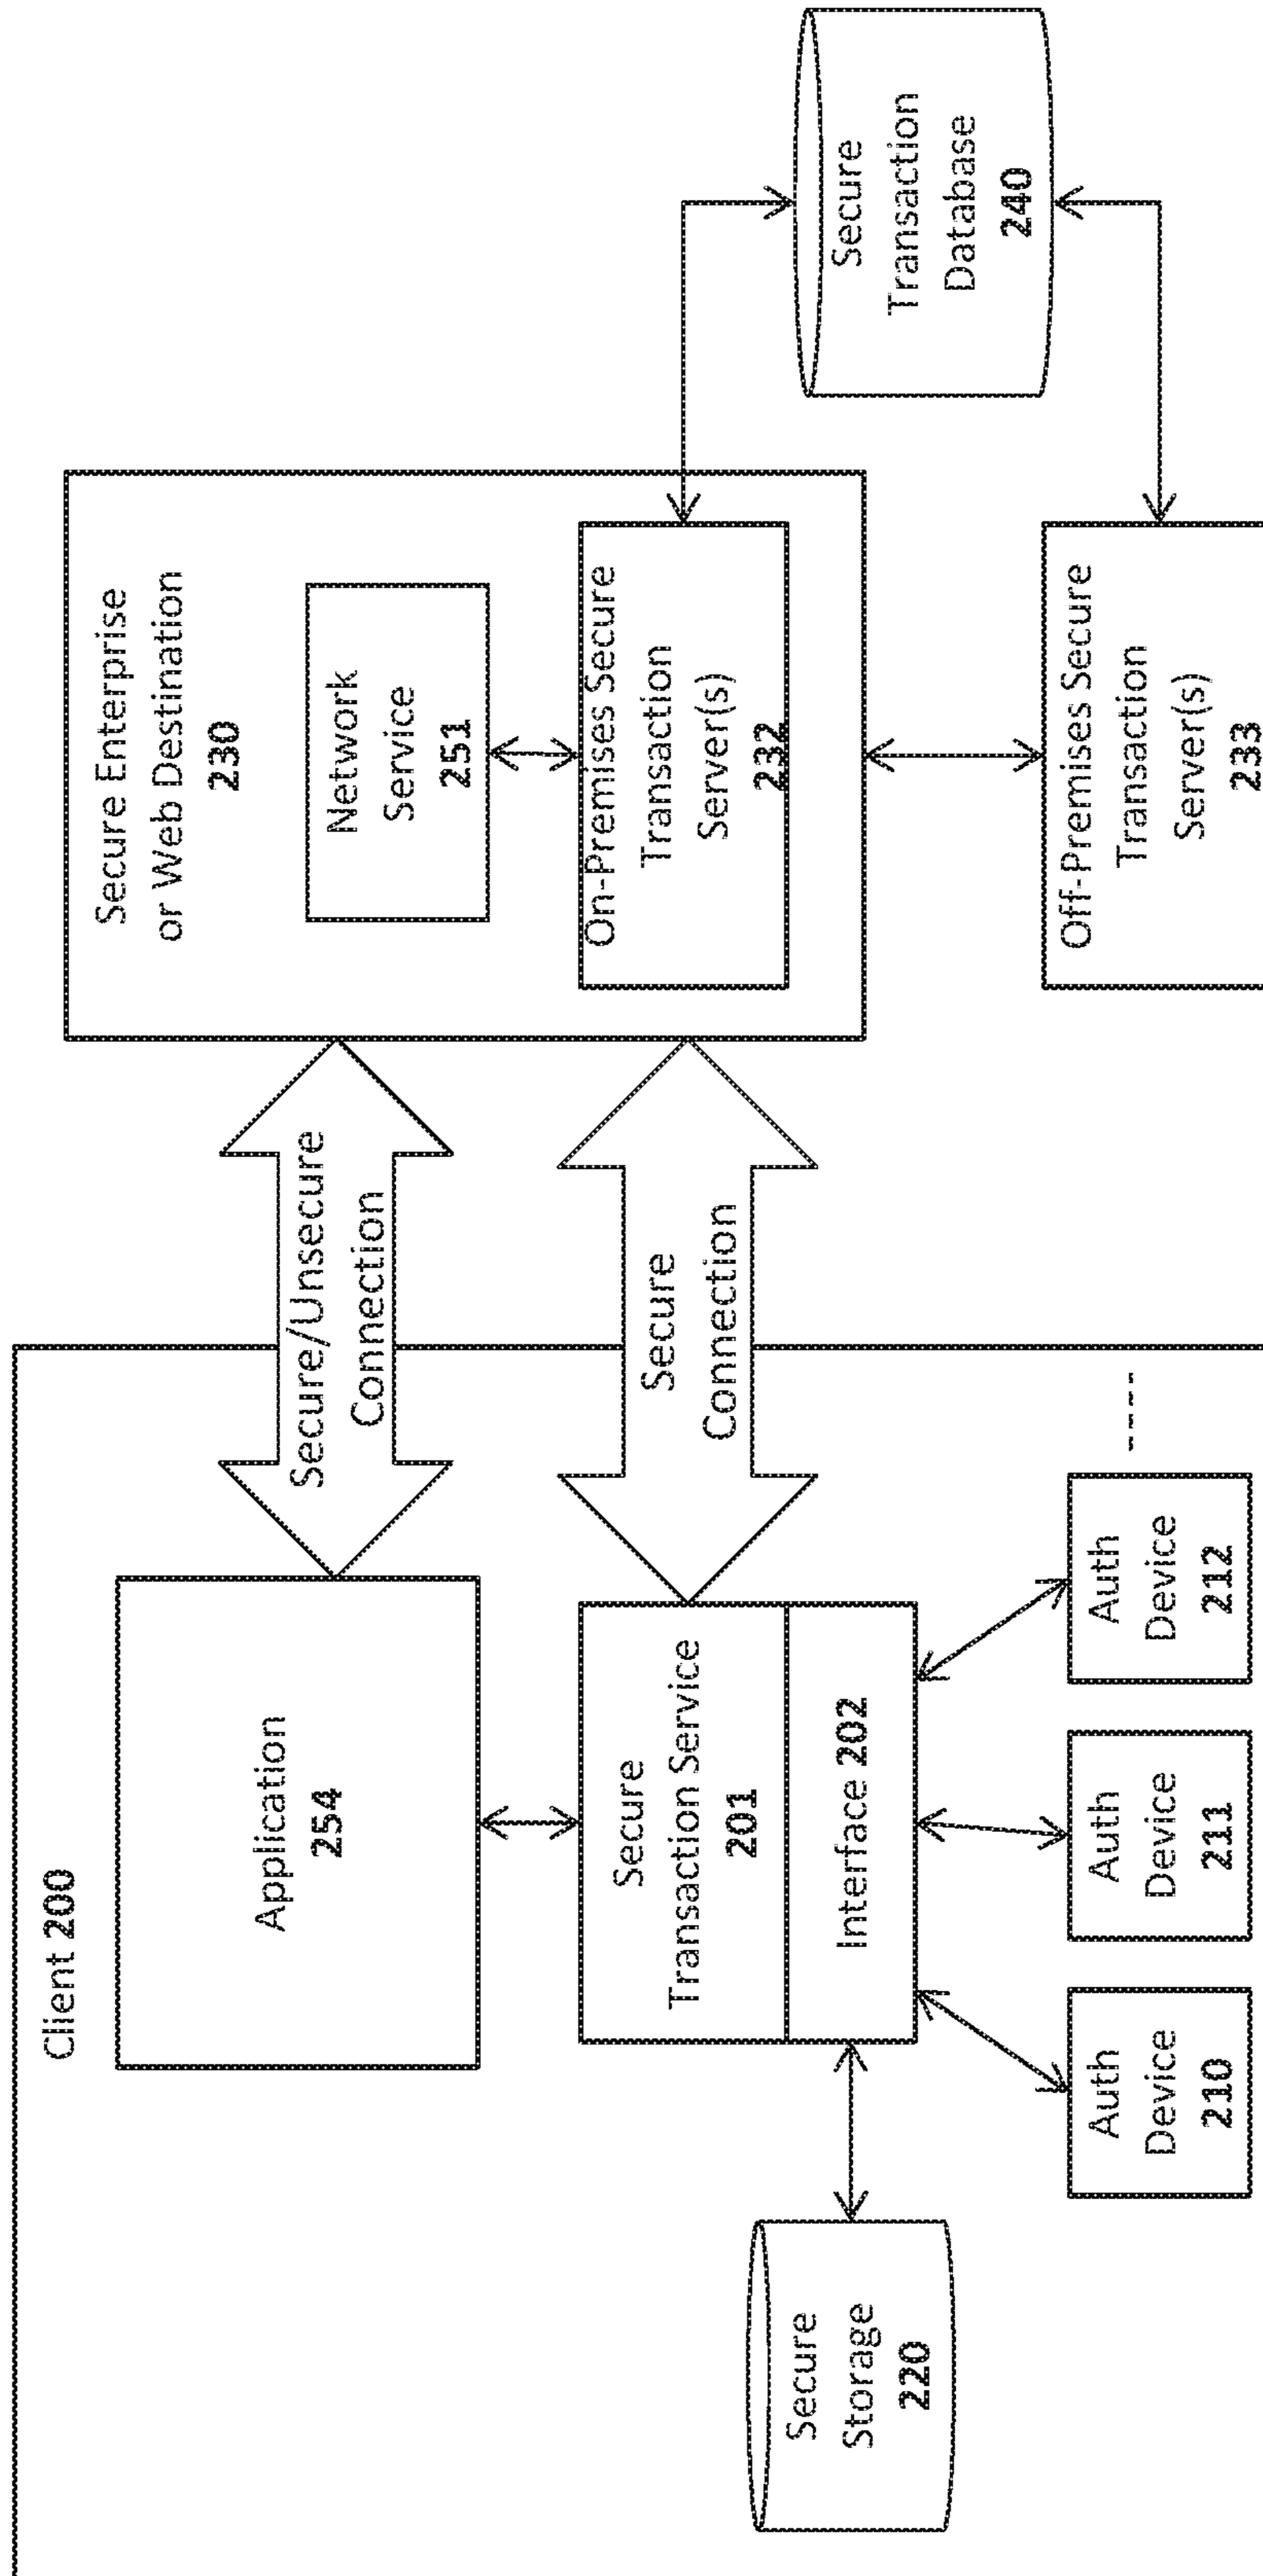 Client 200
Application
254
Secure
Transaction Service
201
Interface 202
Secure
Storage
220
Auth
Device
210
Auth
Device
211
Auth
Device
212
Secure/Unsecure
Connection
Secure
Connection
Secure Enterprise
or Web Destination
230
Network
Service
251
On-Premises Secure
Transaction
Server(s)
232
Off-Premises Secure
Transaction
Server(s)
233
Secure
Transaction
Database
240